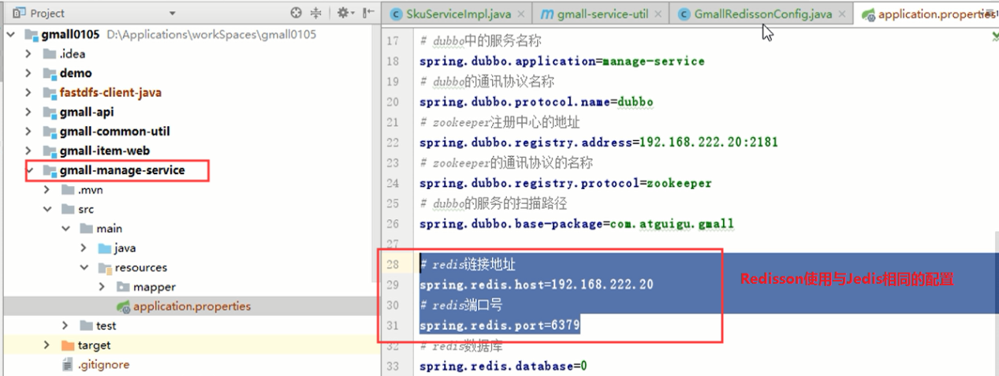 Project
SkuServiceImpl.java
gmall-service-util
GmallRedissonConfig.java
application.properties
gmall0105 D:\Applications\workSpaces\gmall0105
.idea
demo
fastdfs-client-java
gmall-api
gmall-common-util
gmall-item-web
gmall-manage-service
.mvn
src
main
java
resources
mapper
application.properties
test
target
.gitignore
17 # dubbo中的服务名称
18 spring.dubbo.application=manage-service
19 # dubbo的通讯协议名称
20 spring.dubbo.protocol.name=dubbo
21 # zookeeper注册中心的地址
22 spring.dubbo.registry.address=192.168.222.20:2181
23 # zookeeper的通讯协议的名称
24 spring.dubbo.registry.protocol=zookeeper
25 # dubbo的服务的扫描路径
26 spring.dubbo.base-package=com.atguigu.gmall
27
28 # redis链接地址
29 spring.redis.host=192.168.222.20
30 # redis端口号
31 spring.redis.port=6379
32 # redis数据库
33 spring.redis.database=0
Redisson使用与Jedis相同的配置